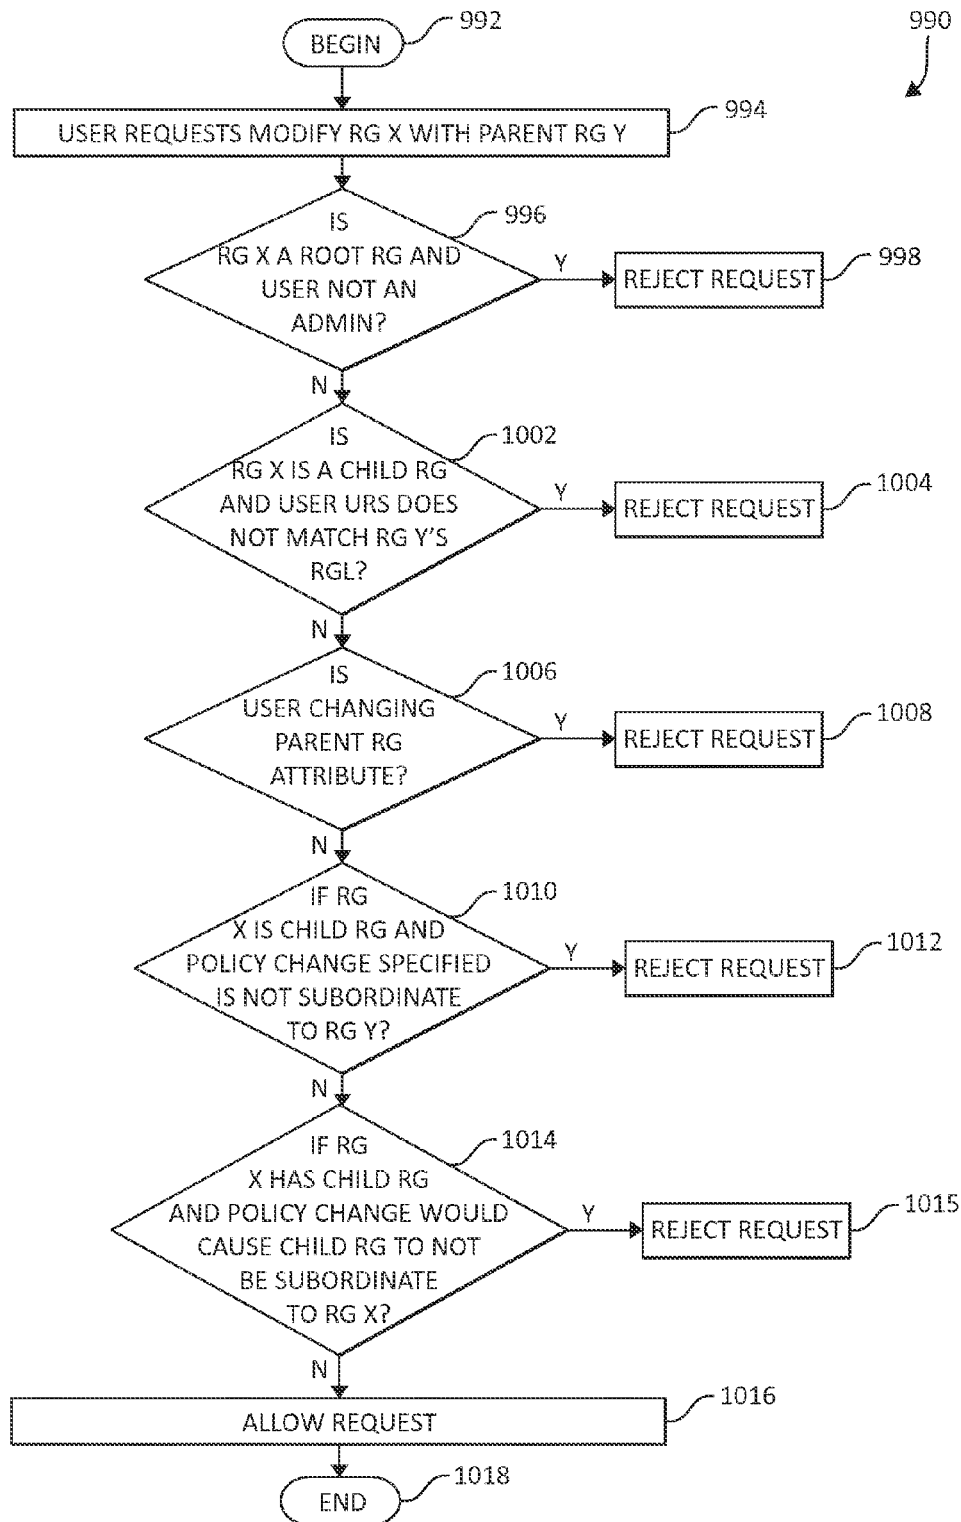 BEGIN
992
990
USER REQUESTS MODIFY RG X WITH PARENT RG Y
994
IS
RG X A ROOT RG AND
USER NOT AN
ADMIN?
996
Y
REJECT REQUEST
998
N
IS
RG X IS A CHILD RG
AND USER URS DOES
NOT MATCH RG Y'S
RGL?
1002
Y
REJECT REQUEST
1004
N
IS
USER CHANGING
PARENT RG
ATTRIBUTE?
1006
Y
REJECT REQUEST
1008
N
IF RG
X IS CHILD RG AND
POLICY CHANGE SPECIFIED
IS NOT SUBORDINATE
TO RG Y?
1010
Y
REJECT REQUEST
1012
N
IF RG
X HAS CHILD RG
AND POLICY CHANGE WOULD
CAUSE CHILD RG TO NOT
BE SUBORDINATE
TO RG X?
1014
Y
REJECT REQUEST
1015
N
ALLOW REQUEST
1016
END
1018